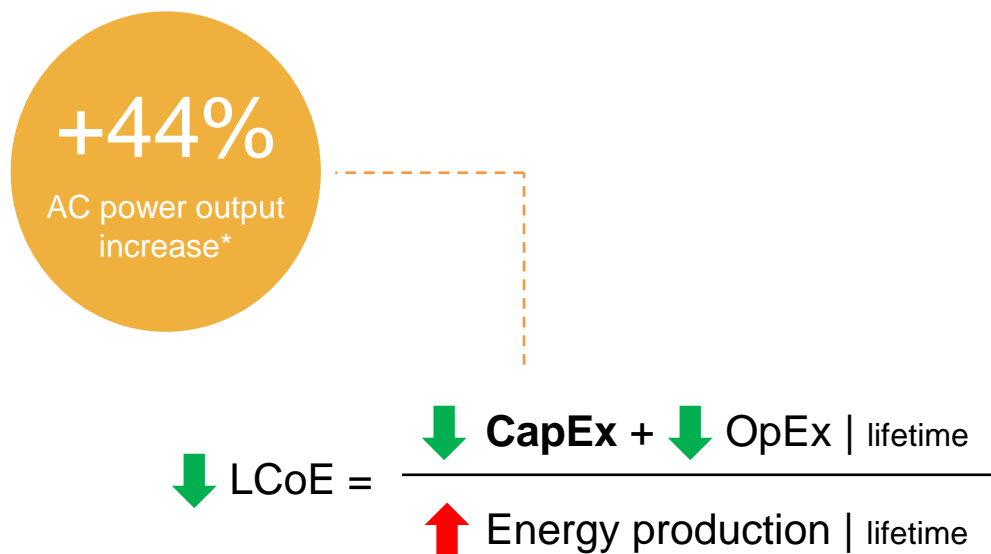 +44%
AC power output
increase*
CapEx + OpEx | lifetime
LCoE =
Energy production | lifetime